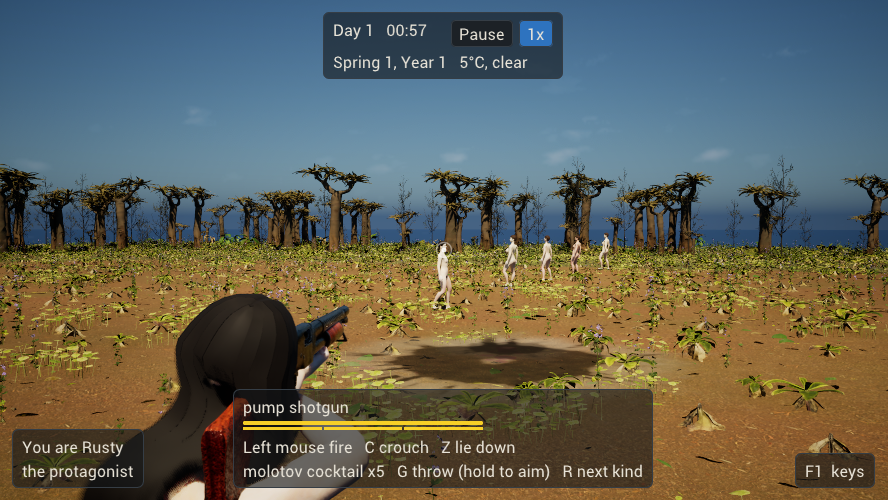 Day 1 00:57 Pause 1x
Spring 1, Year 1 5°C, clear
pump shotgun
Left mouse fire C crouch Z lie down
molotov cocktail x5 G throw (hold to aim) R next kind
You are Rusty
the protagonist
F1 keys